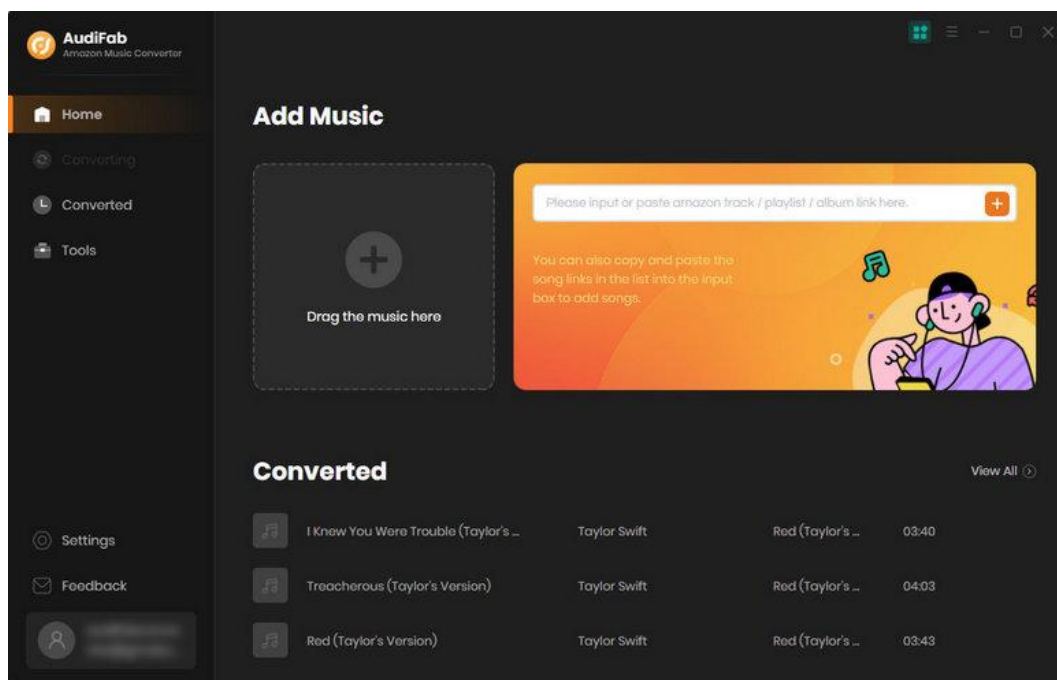 AudiFab
Amazon Music Converter
Home
Converting
Converted
Tools
Settings
Feedback
Add Music
Drag the music here
Please input or paste amazon track / playlist / album link here.
You can also copy and paste the
song links in the list into the input
box to add songs.
Converted
View All
I Knew You Were Trouble (Taylor's ... Taylor Swift Red (Taylor's ... 03:40
Treacherous (Taylor's Version) Taylor Swift Red (Taylor's ... 04:03
Red (Taylor's Version) Taylor Swift Red (Taylor's ... 03:43